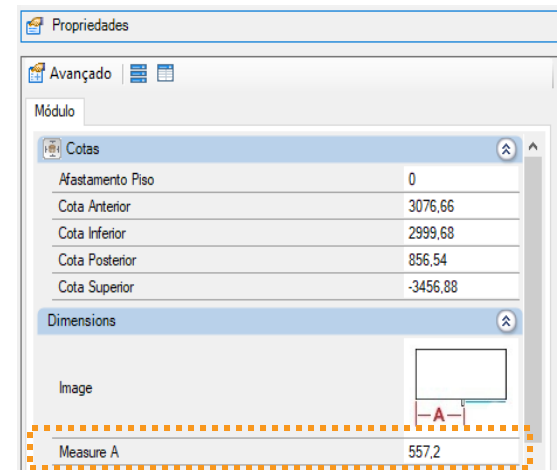 Propriedades
Avançado
Módulo
Cotas
Afastamento Piso 0
Cota Anterior 3076,66
Cota Inferior 2999,68
Cota Posterior 856,54
Cota Superior -3456,88
Dimensions
Image
A
Measure A 557,2